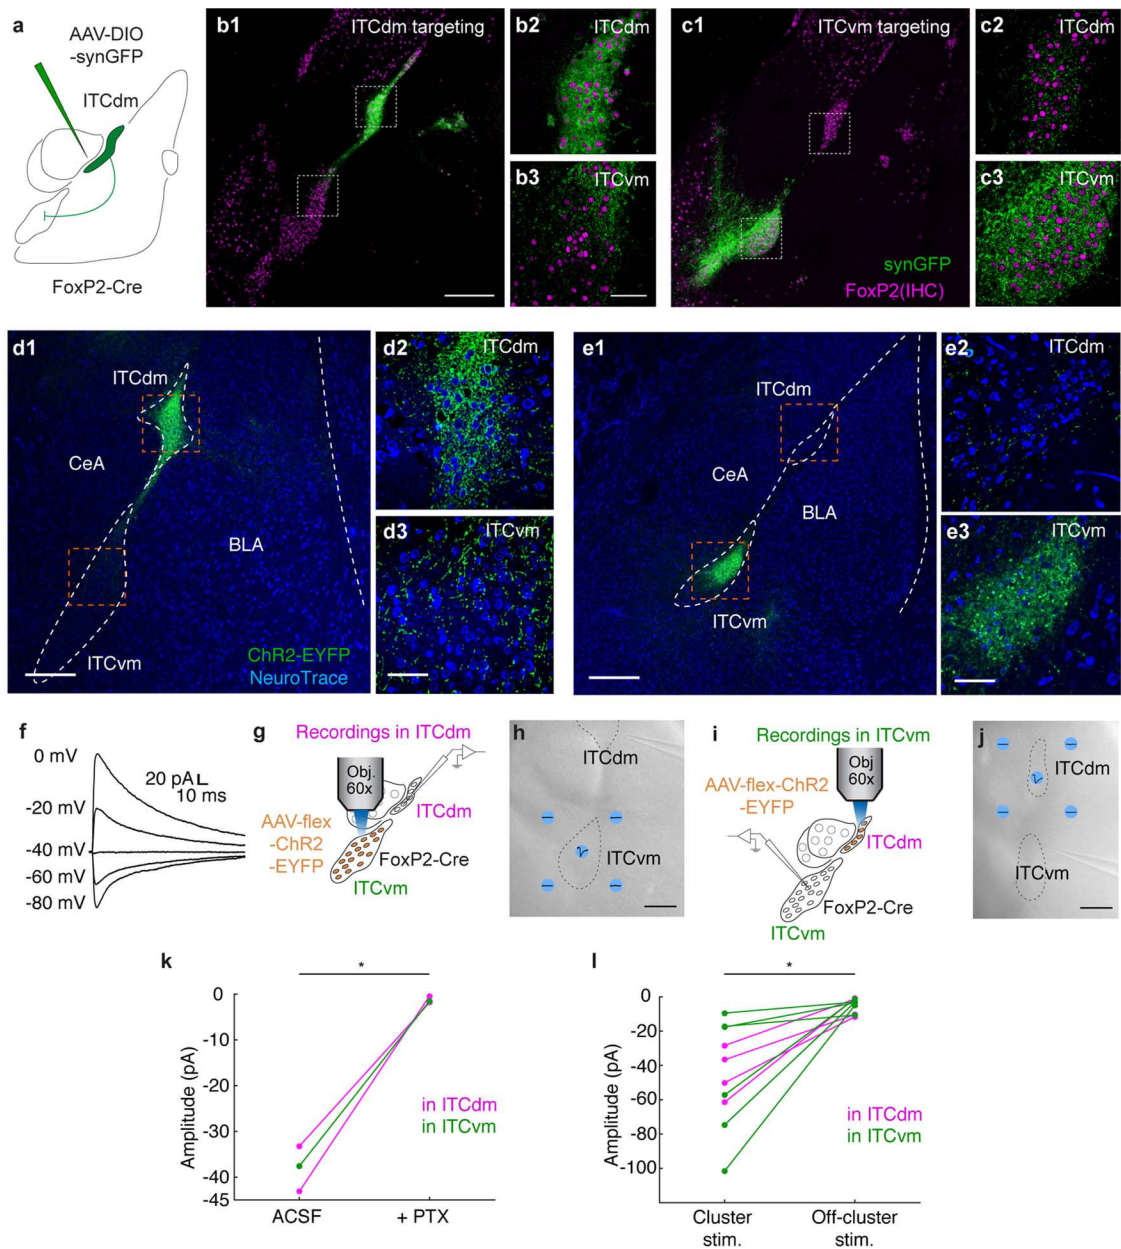 a
AAV-DIO
-synGFP
ITCdm
FoxP2-Cre
b1
ITCdm targeting
b2
ITCdm
b3
ITCvm
c1
ITCvm targeting
synGFP
FoxP2(IHC)
c2
ITCdm
c3
ITCvm
d1
ITCdm
CeA
BLA
ITCvm
ChR2-EYFP
NeuroTrace
d2
ITCdm
d3
ITCvm
e1
ITCdm
CeA
BLA
ITCvm
e2
ITCdm
e3
ITCvm
f
0 mV
-20 mV
-40 mV
-60 mV
-80 mV
20 pA
10 ms
g
Recordings in ITCdm
Obj.
60x
ITCdm
AAV-flex
-ChR2
-EYFP
FoxP2-Cre
ITCvm
h
ITCdm
ITCvm
i
Recordings in ITCvm
AAV-flex-ChR2
-EYFP
Obj.
60x
ITCdm
FoxP2-Cre
ITCvm
j
ITCdm
ITCvm
k
*
Amplitude (pA)
0
-10
-20
-30
-40
-45
in ITCdm
in ITCvm
ACSF
+ PTX
l
*
Amplitude (pA)
0
-20
-40
-60
-80
-100
in ITCdm
in ITCvm
Cluster
stim.
Off-cluster
stim.